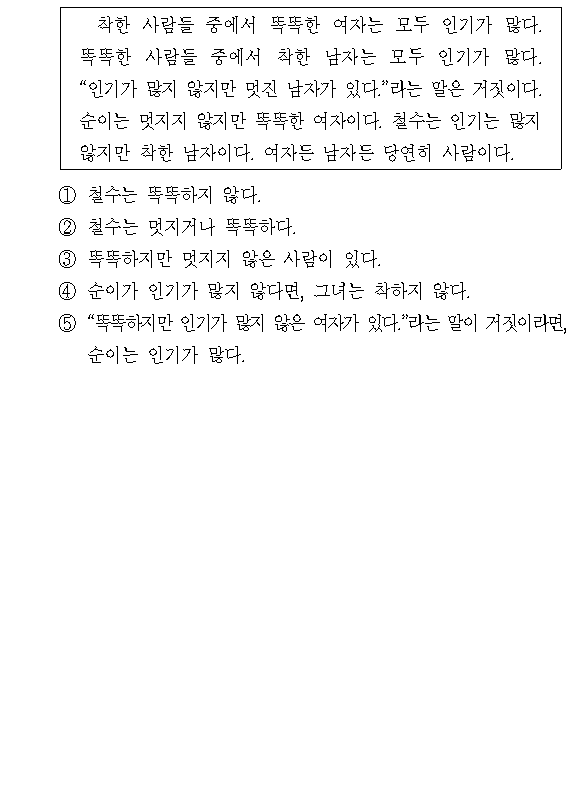 착한 사람들 중에서 똑똑한 여자는 모두 인기가 많다.
똑똑한 사람들 중에서 착한 남자는 모두 인기가 많다.
“인기가 많지 않지만 멋진 남자가 있다.”라는 말은 거짓이다.
순이는 멋지지 않지만 똑똑한 여자이다. 철수는 인기는 많지
않지만 착한 남자이다. 여자든 남자든 당연히 사람이다.
① 철수는 똑똑하지 않다.
② 철수는 멋지거나 똑똑하다.
③ 똑똑하지만 멋지지 않은 사람이 있다.
④ 순이가 인기가 많지 않다면, 그녀는 착하지 않다.
⑤ “똑똑하지만 인기가 많지 않은 여자가 있다.”라는 말이 거짓이라면,
순이는 인기가 많다.